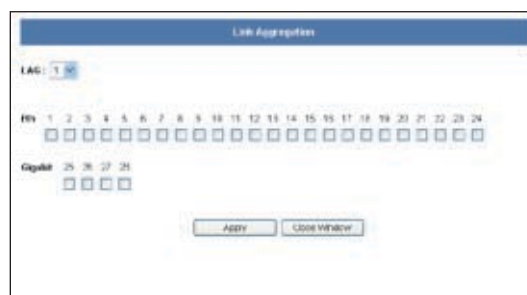 Link Aggregation
LAG: 1
Eth 1 2 3 4 5 6 7 8 9 10 11 12 13 14 15 16 17 18 19 20 21 22 23 24
Gigabit 25 26 27 28
Apply Close Window